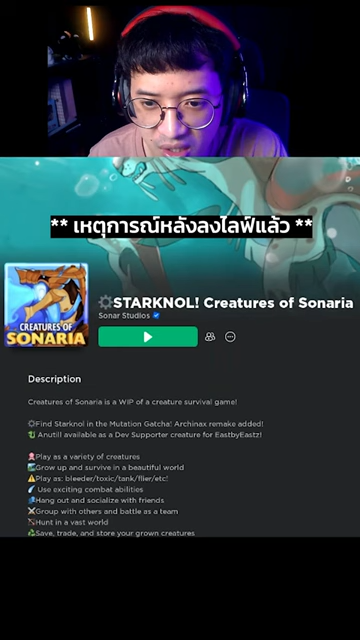 ** เหตุการณ์หลังลงไลฟ์แล้ว **
CREATURES OF
SONARIA
STARKNOL! Creatures of Sonaria
Sonar Studios
Description
Creatures of Sonaria is a WIP of a creature survival game!
Find Starknol in the Mutation Gatcha! Archinax remake added!
Anutill available as a Dev Supporter creature for EastbyEastz!
Play as a variety of creatures
Grow up and survive in a beautiful world
Play as: bleeder/toxic/tank/flier/etc!
Use exciting combat abilities
Hang out and socialize with friends
Group with others and battle as a team
Hunt in a vast world
Save, trade, and store your grown creatures